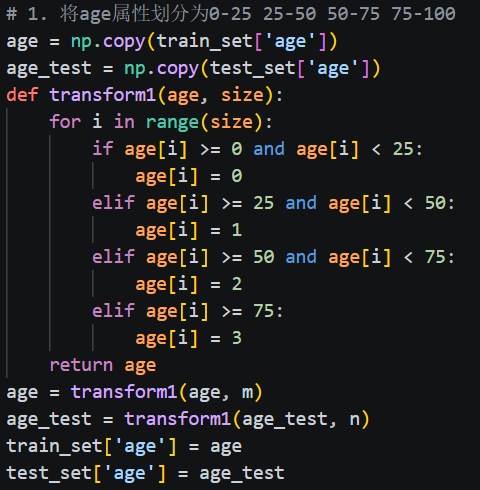 # 1. 将age属性划分为0-25 25-50 50-75 75-100
age = np.copy(train_set['age'])
age_test = np.copy(test_set['age'])
def transform1(age, size):
    for i in range(size):
        if age[i] >= 0 and age[i] < 25:
            age[i] = 0
        elif age[i] >= 25 and age[i] < 50:
            age[i] = 1
        elif age[i] >= 50 and age[i] < 75:
            age[i] = 2
        elif age[i] >= 75:
            age[i] = 3
    return age
age = transform1(age, m)
age_test = transform1(age_test, n)
train_set['age'] = age
test_set['age'] = age_test